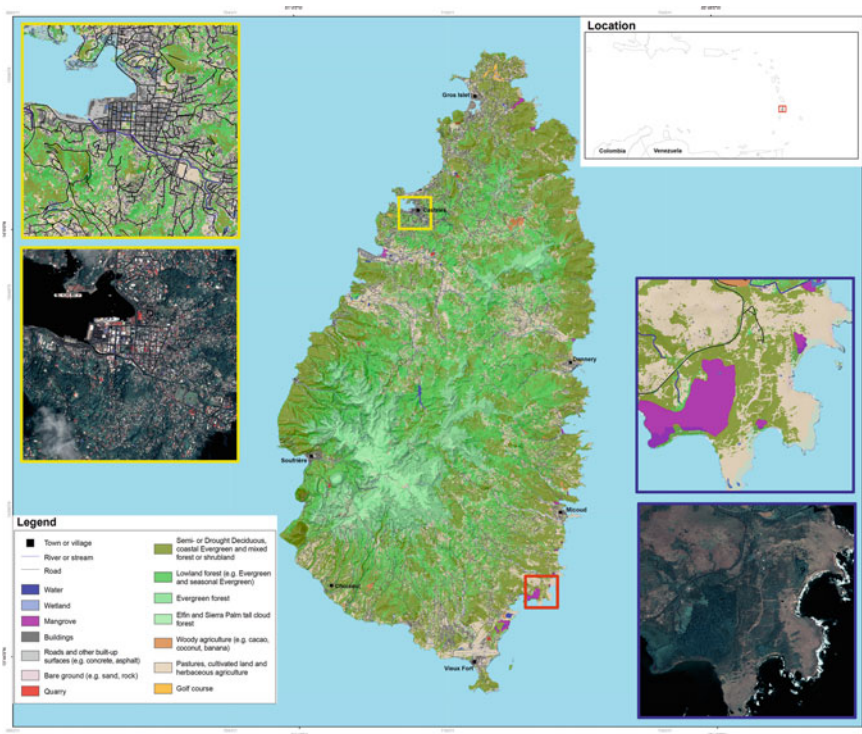 Location
Colombia
Venezuela
Gros Islet
Castries
Dennery
Soufrière
Micoud
Choiseul
Vieux Fort
Legend
Town or village
River or stream
Road
Water
Wetland
Mangrove
Buildings
Roads and other built-up
surfaces (e.g. concrete, asphalt)
Bare ground (e.g. sand, rock)
Quarry
Semi- or Drought Deciduous,
coastal Evergreen and mixed
forest or shrubland
Lowland forest (e.g. Evergreen
and seasonal Evergreen)
Evergreen forest
Elfin and Sierra Palm tall cloud
forest
Woody agriculture (e.g. cacao,
coconut, banana)
Pastures, cultivated land and
herbaceous agriculture
Golf course